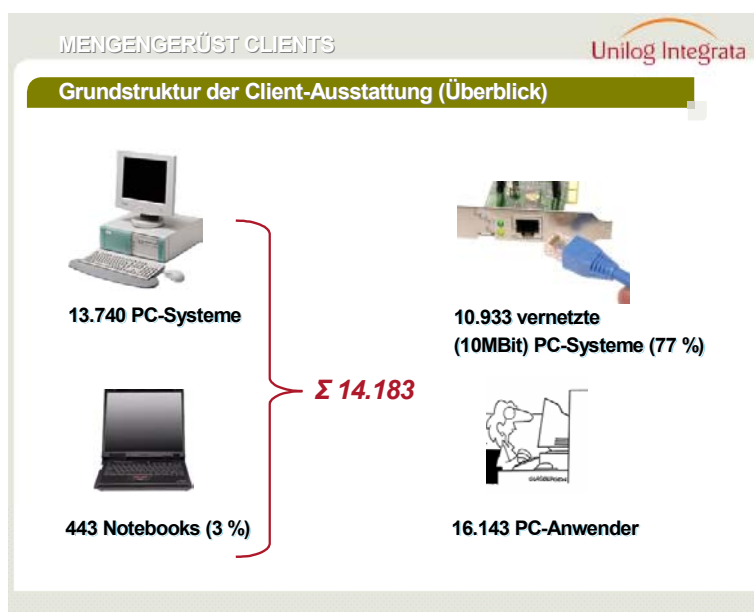 MENGENGERÜST CLIENTS
Unilog Integrata
Grundstruktur der Client-Ausstattung (Überblick)
13.740 PC-Systeme
10.933 vernetzte
(10MBit) PC-Systeme (77 %)
Σ 14.183
443 Notebooks (3 %)
16.143 PC-Anwender